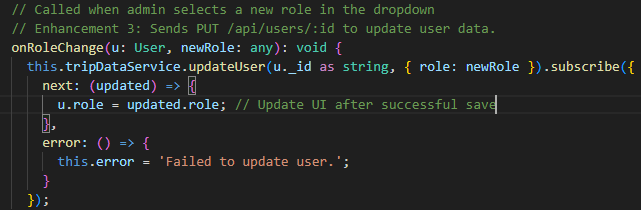 // Called when admin selects a new role in the dropdown
// Enhancement 3: Sends PUT /api/users/:id to update user data.
onRoleChange(u: User, newRole: any): void {
this.tripDataService.updateUser(u._id as string, { role: newRole }).subscribe({
next: (updated) => {
u.role = updated.role; // Update UI after successful save
},
error: () => {
this.error = 'Failed to update user.';
}
});